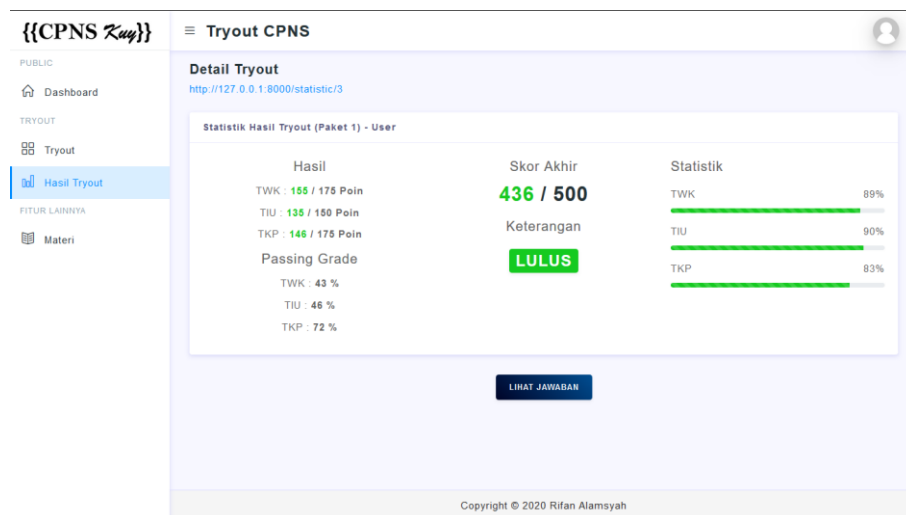 {{CPNS Kuy}}
PUBLIC
Dashboard
TRYOUT
Tryout
Hasil Tryout
FITUR LAINNYA
Materi
Tryout CPNS
Detail Tryout
http://127.0.0.1:8000/statistic/3
Statistik Hasil Tryout (Paket 1) - User
Hasil
TWK : 155 / 175 Poin
TIU : 135 / 150 Poin
TKP : 146 / 175 Poin
Passing Grade
TWK : 43 %
TIU : 46 %
TKP : 72 %
Skor Akhir
436 / 500
Keterangan
LULUS
Statistik
TWK 89%
TIU 90%
TKP 83%
LIHAT JAWABAN
Copyright © 2020 Rifan Alamsyah